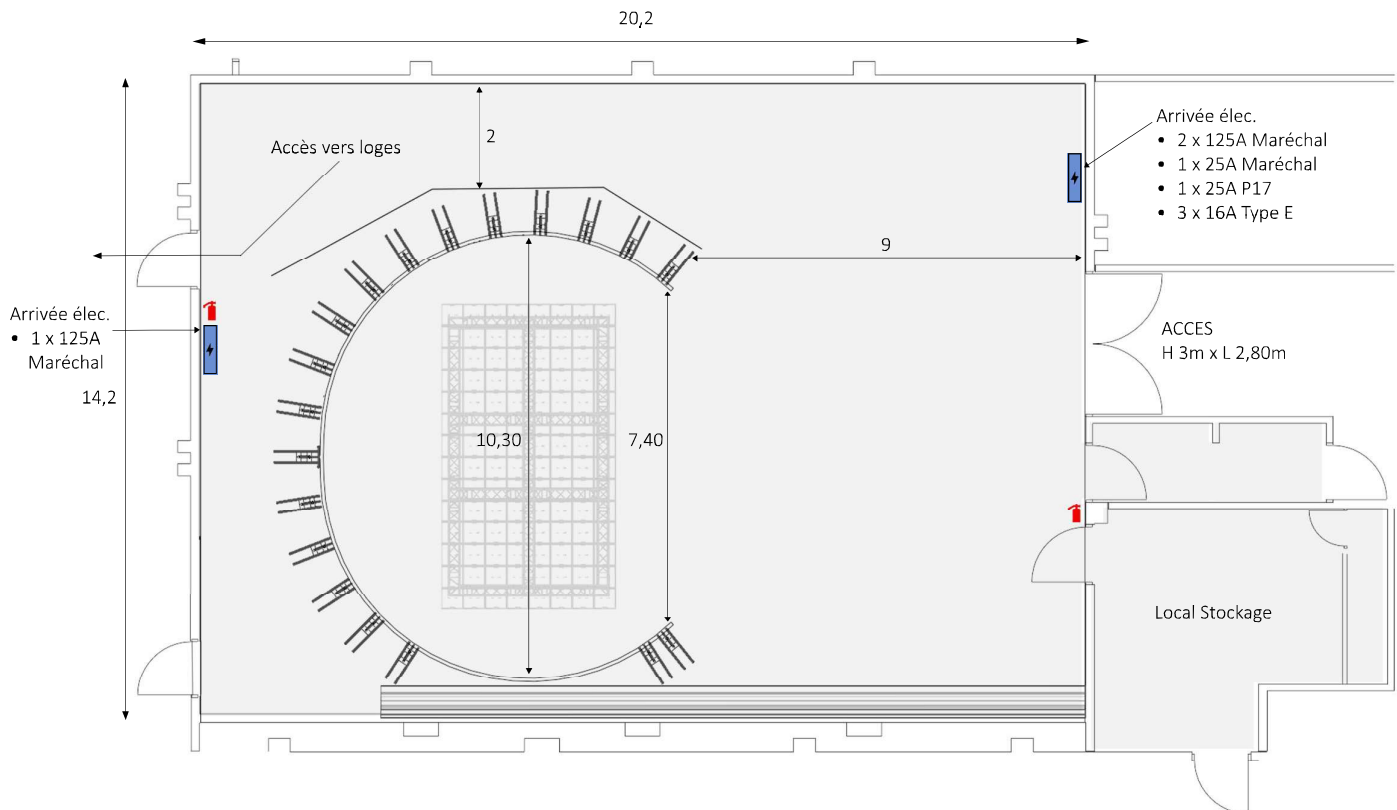 20,2
2
Accès vers loges
Arrivée élec.
• 2 x 125A Maréchal
• 1 x 25A Maréchal
• 1 x 25A P17
• 3 x 16A Type E
9
Arrivée élec.
• 1 x 125A
Maréchal
ACCES
H 3m x L 2,80m
14,2
10,30
7,40
Local Stockage